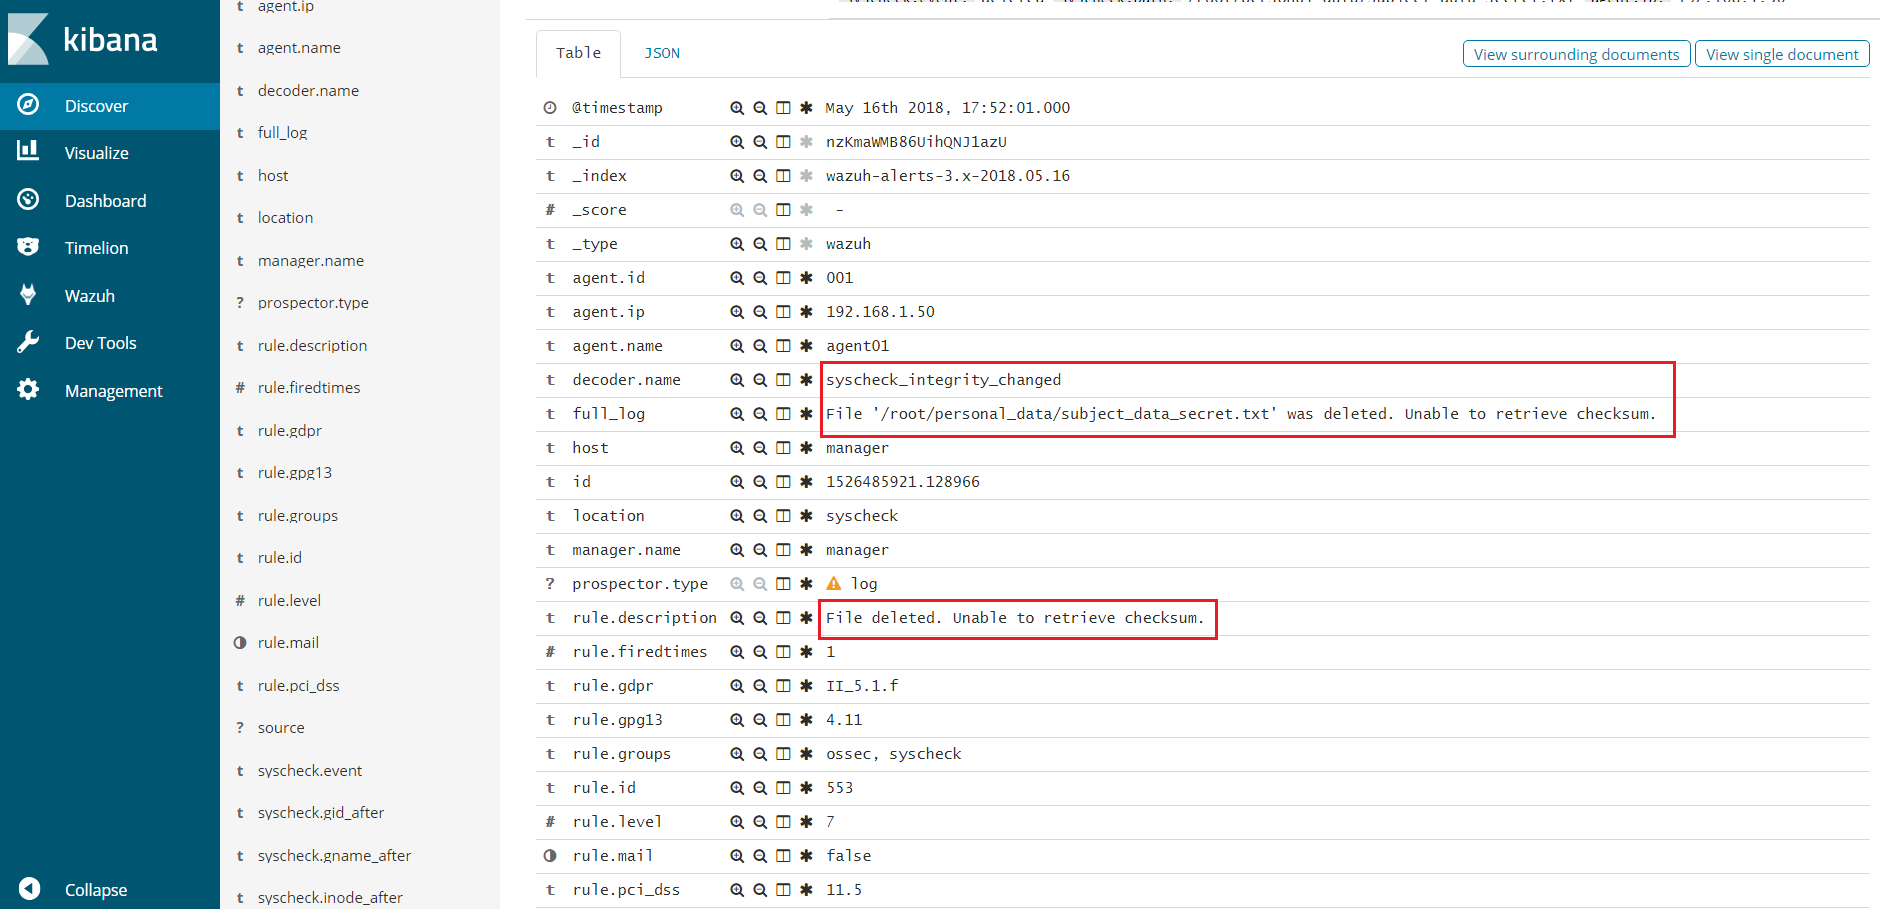 kibana
Discover
Visualize
Dashboard
Timelion
Wazuh
Dev Tools
Management
Collapse
t agent.ip
t agent.name
t decoder.name
t full_log
t host
t location
t manager.name
? prospector.type
t rule.description
# rule.firedtimes
t rule.gdpr
t rule.gpg13
t rule.groups
t rule.id
# rule.level
rule.mail
t rule.pci_dss
? source
t syscheck.event
t syscheck.gid_after
t syscheck.gname_after
t syscheck.inode_after
Table JSON View surrounding documents View single document
@timestamp May 16th 2018, 17:52:01.000
t _id nzKmaWMB86UihQNJ1azU
t _index wazuh-alerts-3.x-2018.05.16
# _score -
t _type wazuh
t agent.id 001
t agent.ip 192.168.1.50
t agent.name agent01
t decoder.name syscheck_integrity_changed
t full_log File '/root/personal_data/subject_data_secret.txt' was deleted. Unable to retrieve checksum.
t host manager
t id 1526485921.128966
t location syscheck
t manager.name manager
? prospector.type log
t rule.description File deleted. Unable to retrieve checksum.
# rule.firedtimes 1
t rule.gdpr II_5.1.f
t rule.gpg13 4.11
t rule.groups ossec, syscheck
t rule.id 553
# rule.level 7
rule.mail false
t rule.pci_dss 11.5